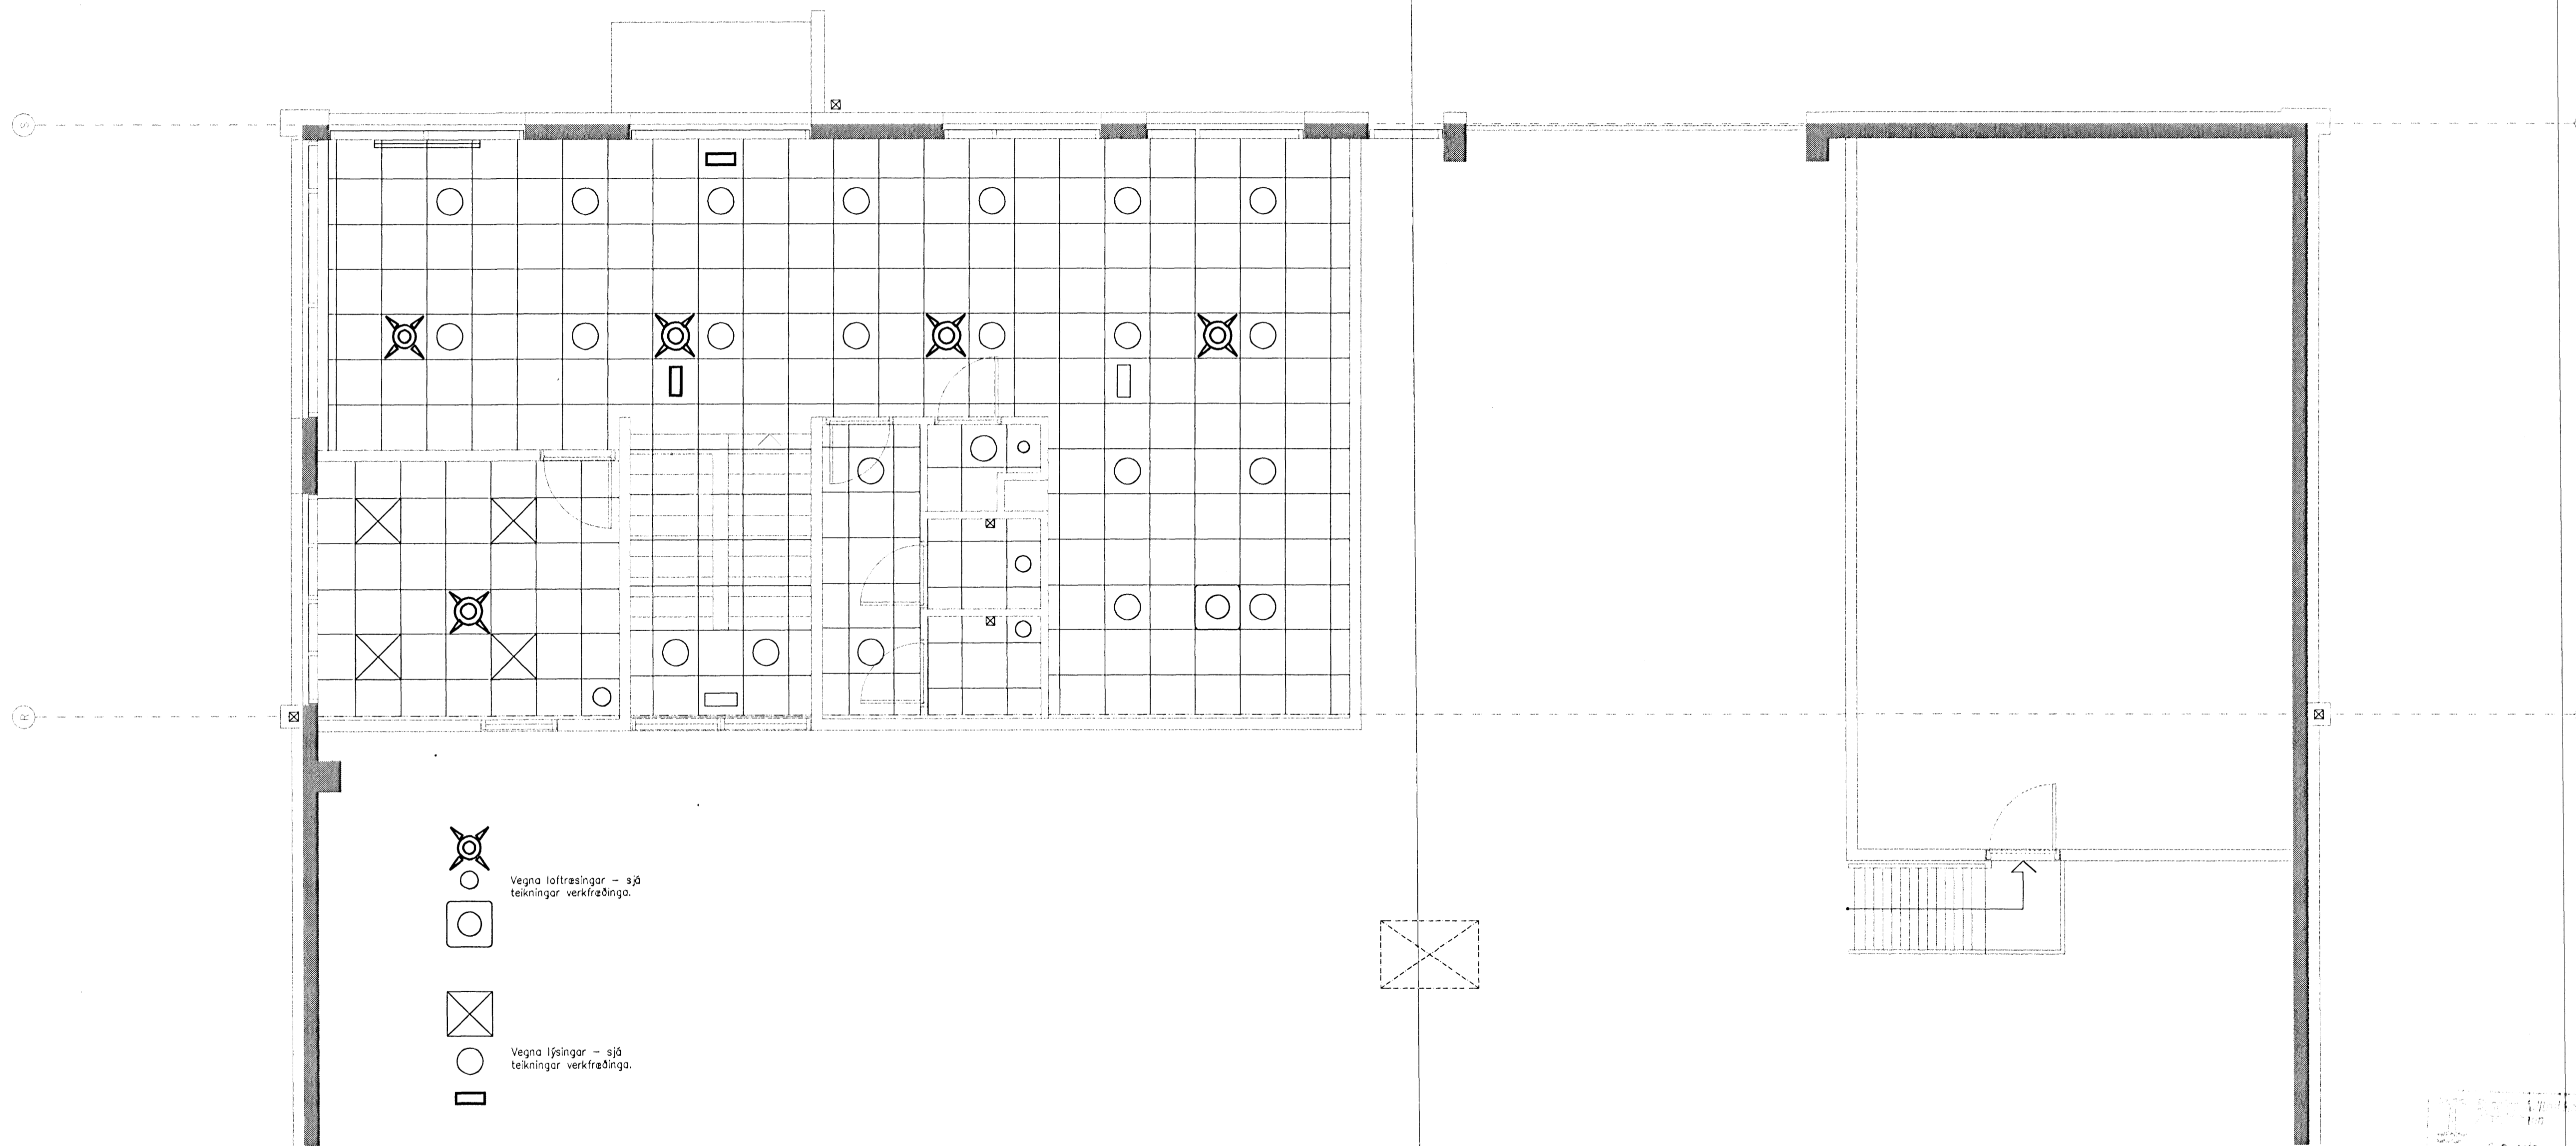 S
R
Vegna loftræsingar – sjá
teikningar verkfræðinga.
Vegna lýsingar – sjá
teikningar verkfræðinga.